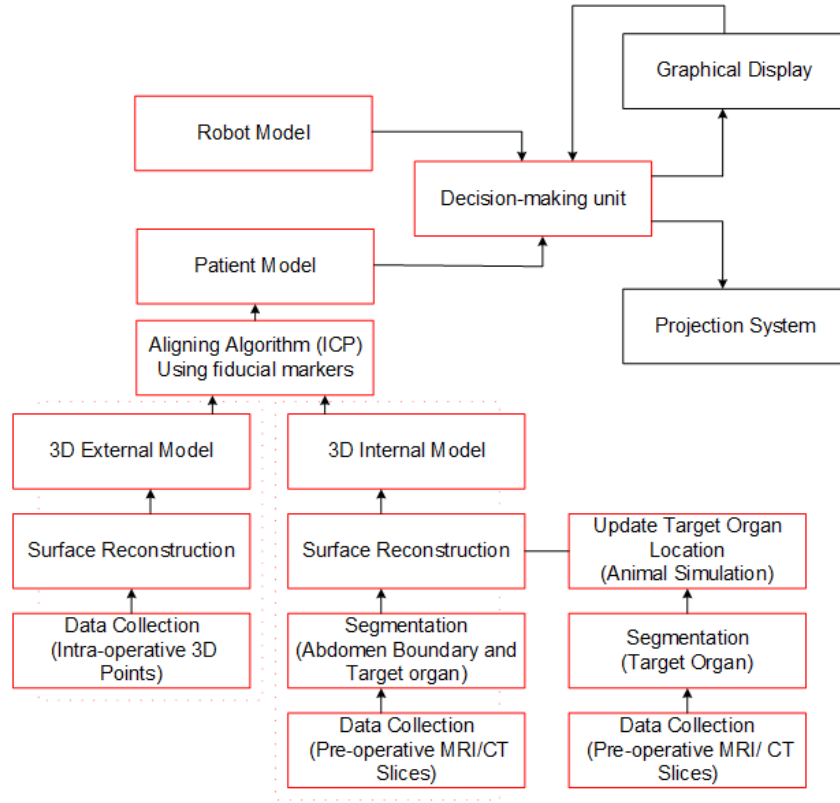 Graphical Display
Robot Model
Decision-making unit
Patient Model
Projection System
Aligning Algorithm (ICP)
Using fiducial markers
3D External Model
3D Internal Model
Surface Reconstruction
Surface Reconstruction
Update Target Organ
Location
(Animal Simulation)
Data Collection
(Intra-operative 3D
Points)
Segmentation
(Abdomen Boundary and
Target organ)
Segmentation
(Target Organ)
Data Collection
(Pre-operative MRI/CT
Slices)
Data Collection
(Pre-operative MRI/ CT
Slices)